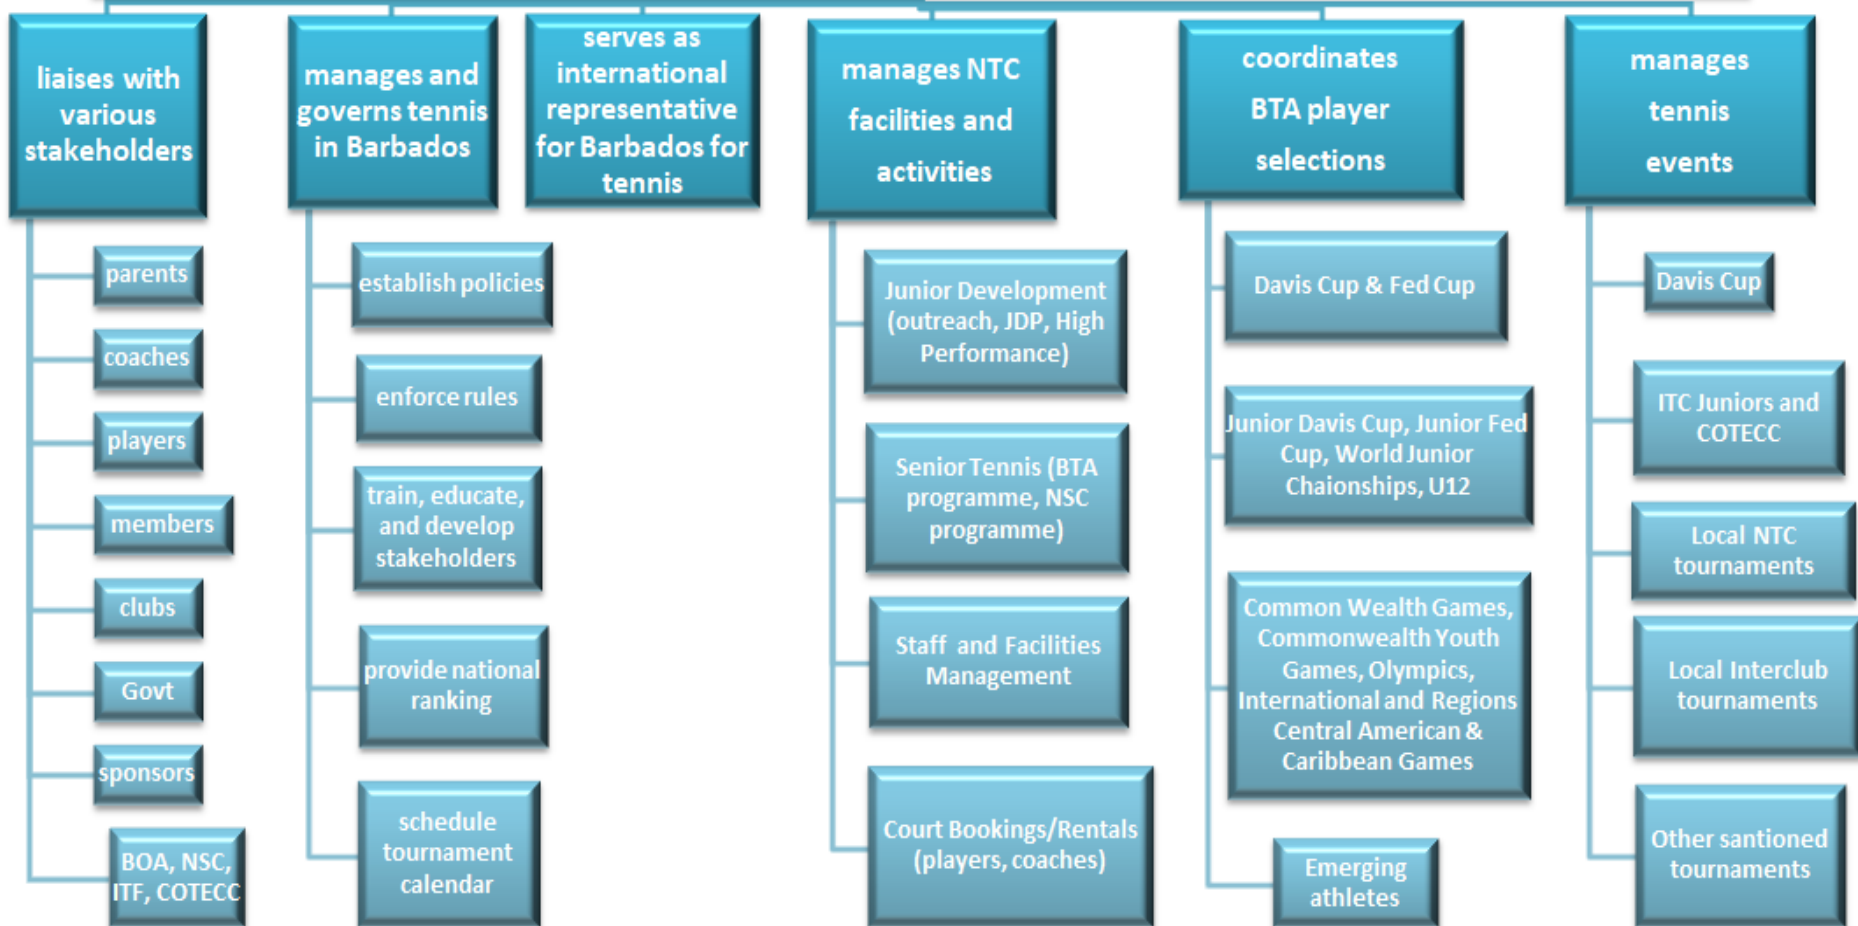 liaises with
various
stakeholders
parents
coaches
players
members
clubs
Govt
sponsors
BOA, NSC,
ITF, COTECC
manages and
governs tennis
in Barbados
establish policies
enforce rules
train, educate,
and develop
stakeholders
provide national
ranking
schedule
tournament
calendar
serves as
international
representative
for Barbados for
tennis
manages NTC
facilities and
activities
Junior Development
(outreach, JDP, High
Performance)
Senior Tennis (BTA
programme, NSC
programme)
Staff and Facilities
Management
Court Bookings/Rentals
(players, coaches)
coordinates
BTA player
selections
Davis Cup & Fed Cup
Junior Davis Cup, Junior Fed
Cup, World Junior
Chaionships, U12
Common Wealth Games,
Commonwealth Youth
Games, Olympics,
International and Regions
Central American &
Caribbean Games
Emerging
athletes
manages
tennis
events
Davis Cup
ITC Juniors and
COTECC
Local NTC
tournaments
Local Interclub
tournaments
Other santioned
tournaments